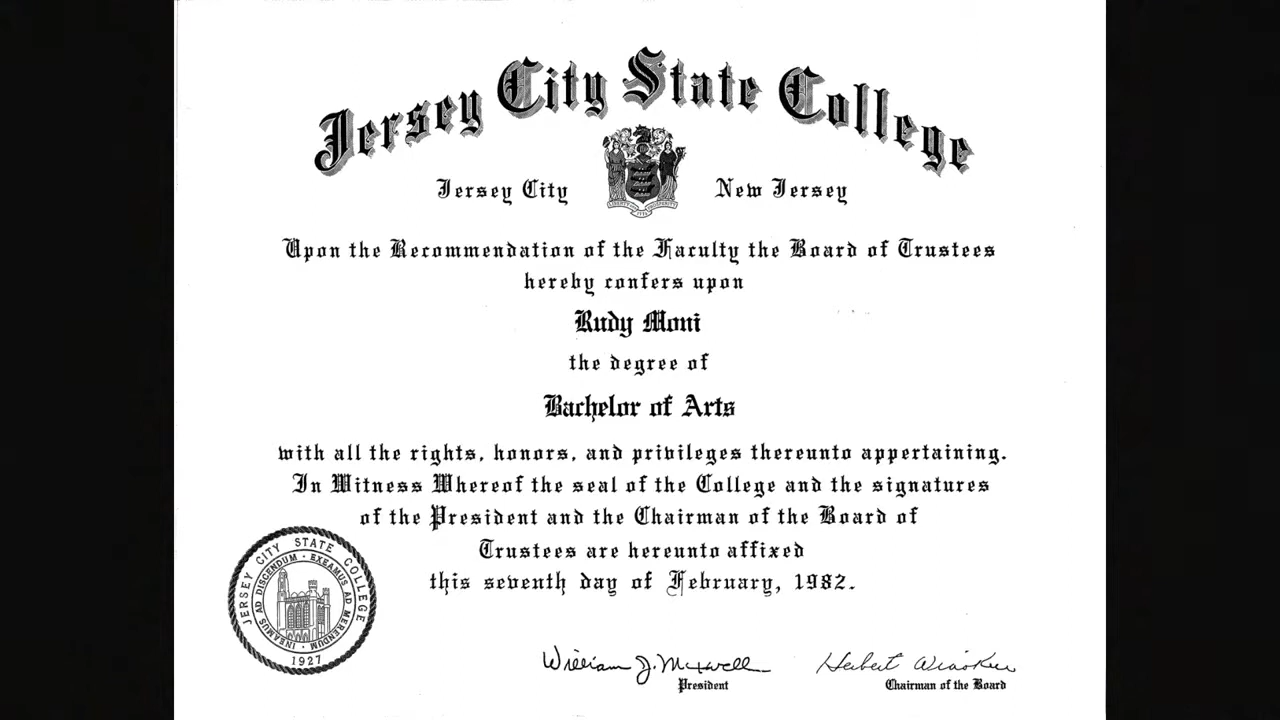 Jersey City State College
Jersey City New Jersey
Upon the Recommendation of the Faculty the Board of Trustees
hereby confers upon
Rudy Moni
the degree of
Bachelor of Arts
with all the rights, honors, and privileges thereunto appertaining.
In Witness Whereof the seal of the College and the signatures
of the President and the Chairman of the Board of
Trustees are hereunto affixed
this seventh day of February, 1982.
JERSEY CITY STATE COLLEGE
INEAMUS AD DISCENDUM · EXEAMUS AD MERENDUM ·
1927
William J. Maxwell
President
Herbert
Chairman of the Board